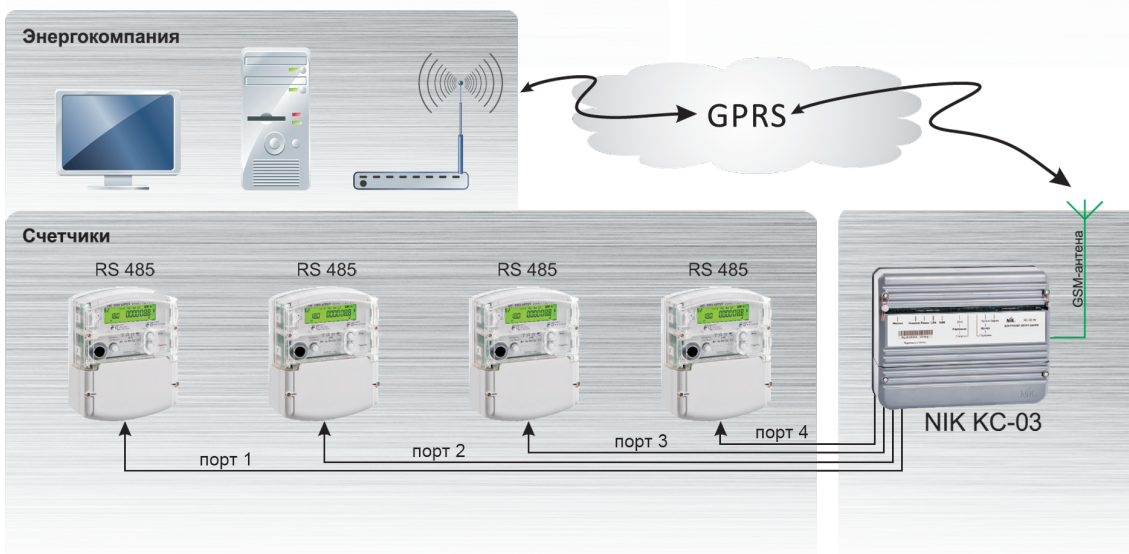 Энергокомпания
GPRS
Счетчики
RS 485
RS 485
RS 485
RS 485
GSM-антена
NIK KC-03
порт 1
порт 2
порт 3
порт 4